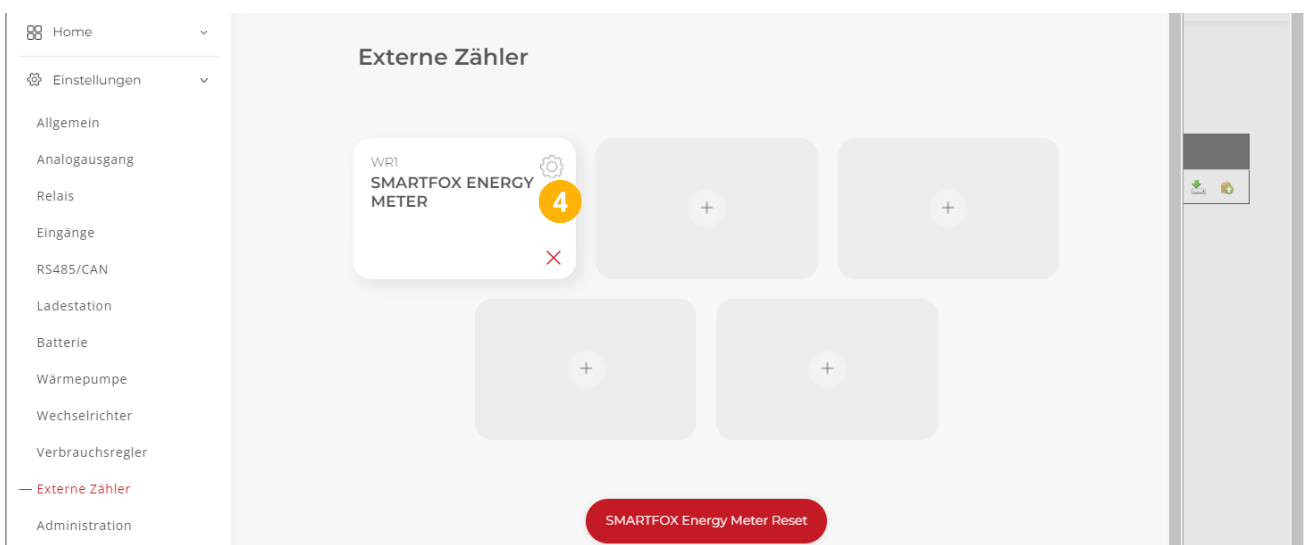 Home
Einstellungen
Allgemein
Analogausgang
Relais
Eingänge
RS485/CAN
Ladestation
Batterie
Wärmepumpe
Wechselrichter
Verbrauchsregler
Externe Zähler
Administration
Externe Zähler
WR1
SMARTFOX ENERGY
METER
4
SMARTFOX Energy Meter Reset